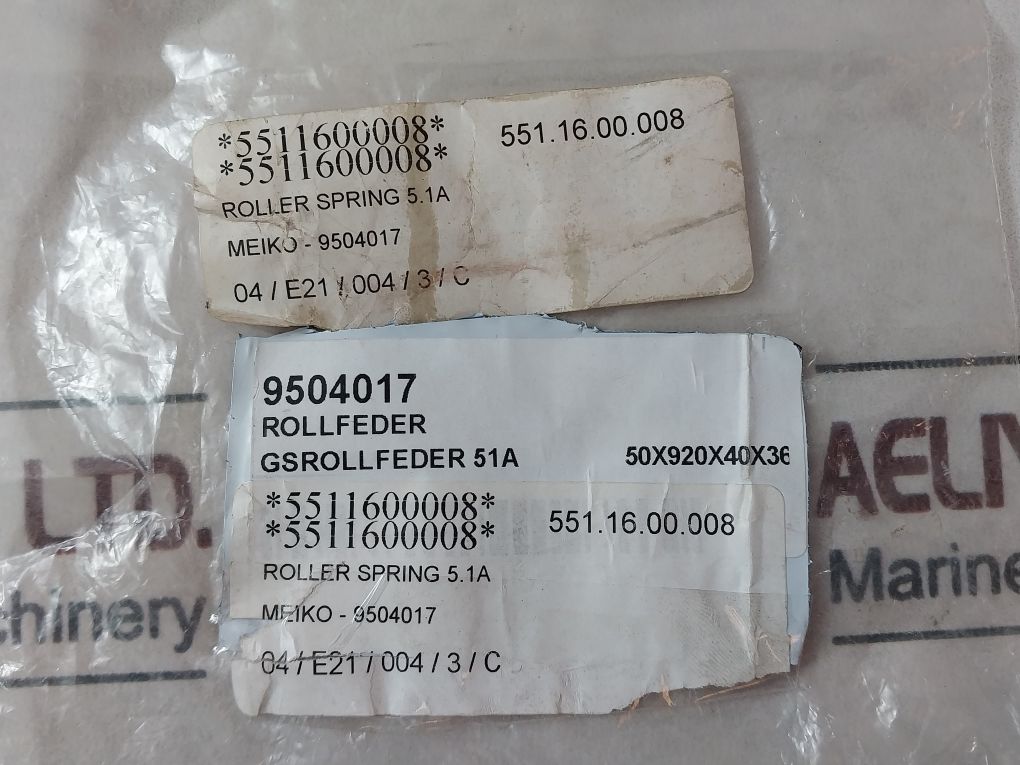 *5511600008* 551.16.00.008
*5511600008*
ROLLER SPRING 5.1A
MEIKO - 9504017
04 / E21 / 004 / 3 / C
9504017
ROLLFEDER
GSROLLFEDER 51A 50X920X40X36
*5511600008* 551.16.00.008
*5511600008*
ROLLER SPRING 5.1A
MEIKO - 9504017
04 / E21 / 004 / 3 / C
LTD.
chinery
AELIY
Marine